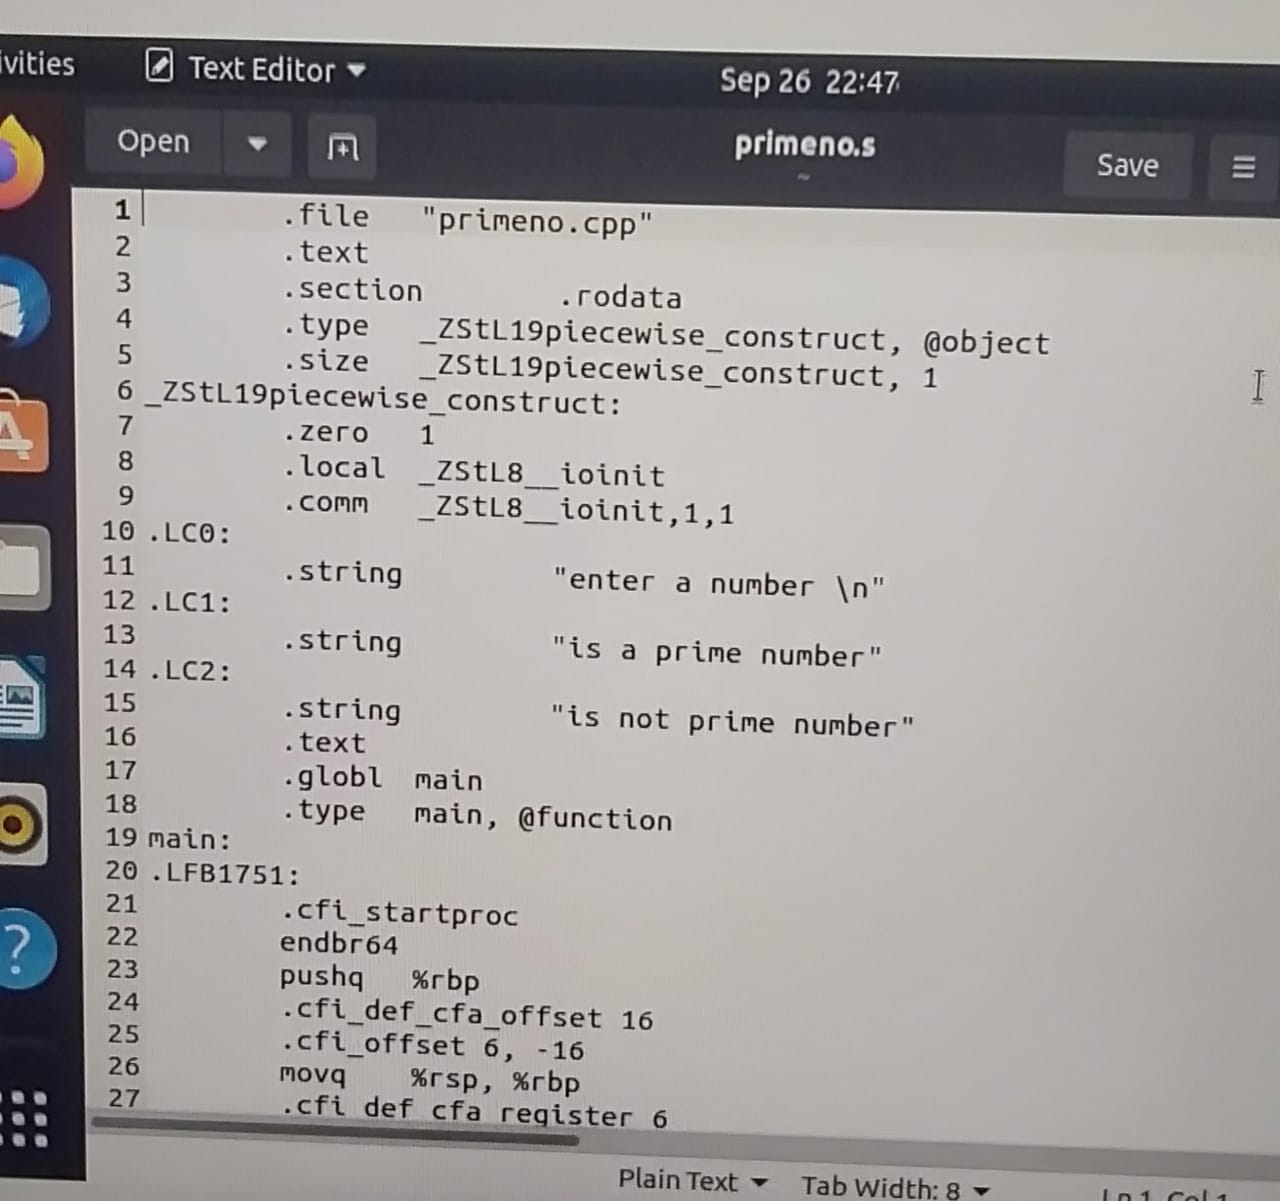 Text Editor
Sep 26 22:47
Open
primeno.s
Save
1 .file "primeno.cpp"
2 .text
3 .section .rodata
4 .type _ZStL19piecewise_construct, @object
5 .size _ZStL19piecewise_construct, 1
6 _ZStL19piecewise_construct:
7 .zero 1
8 .local _ZStL8__ioinit
9 .comm _ZStL8__ioinit,1,1
10 .LC0:
11 .string "enter a number \n"
12 .LC1:
13 .string "is a prime number"
14 .LC2:
15 .string "is not prime number"
16 .text
17 .globl main
18 .type main, @function
19 main:
20 .LFB1751:
21 .cfi_startproc
22 endbr64
23 pushq %rbp
24 .cfi_def_cfa_offset 16
25 .cfi_offset 6, -16
26 movq %rsp, %rbp
27 .cfi def cfa register 6
Plain Text
Tab Width: 8